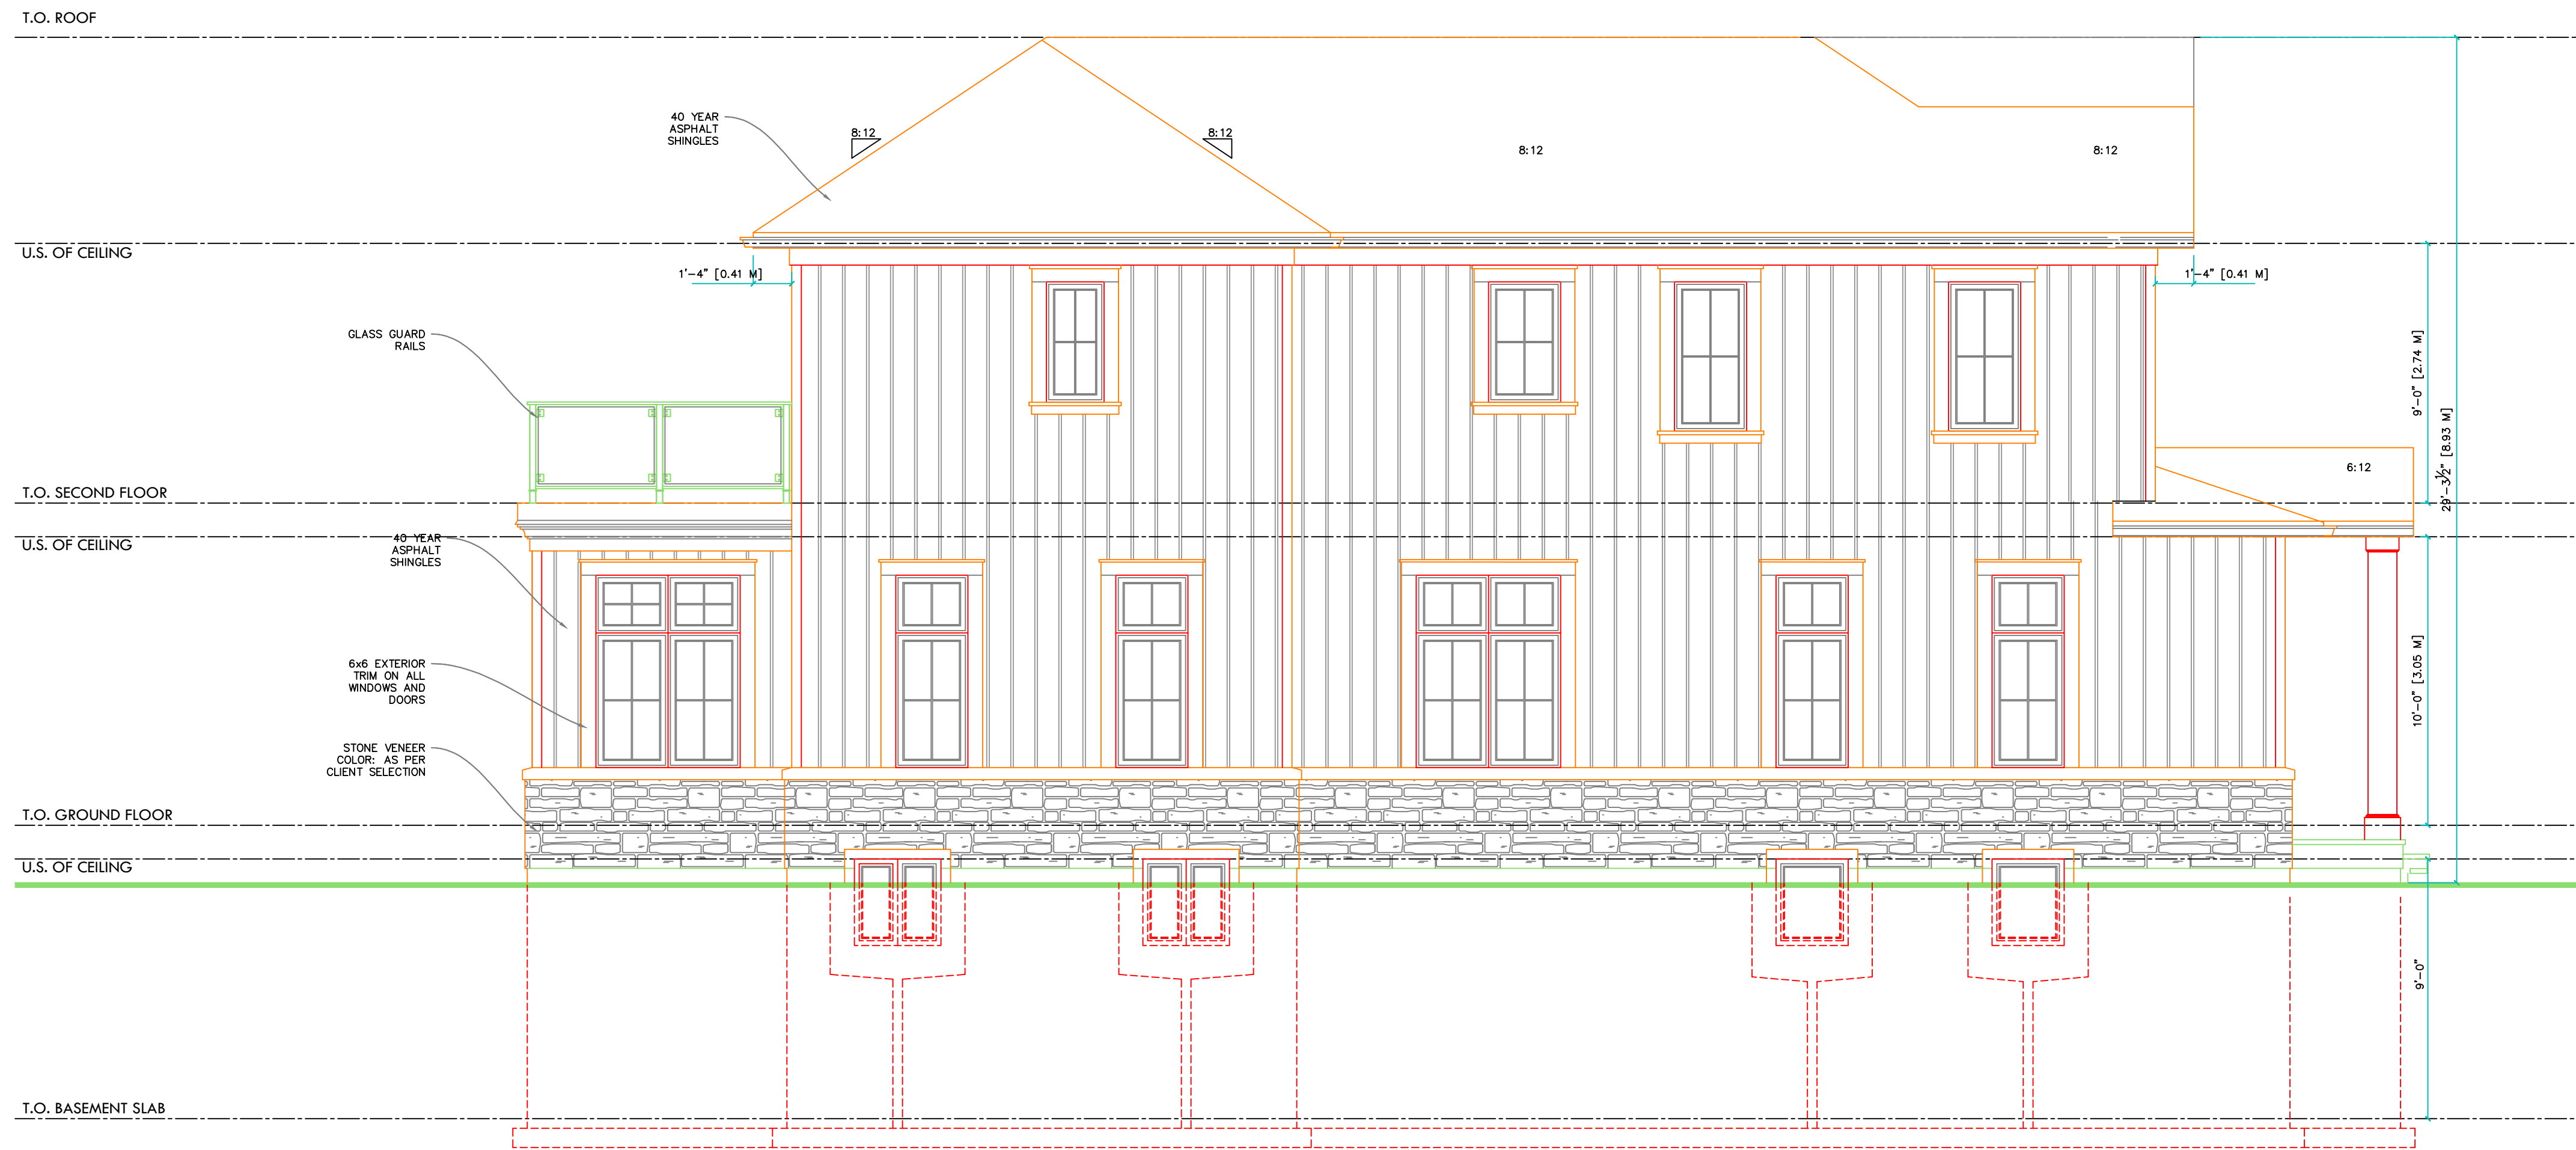 T.O. ROOF
40 YEAR
ASPHALT
SHINGLES
8:12
8:12
8:12
8:12
U.S. OF CEILING
1'-4" [0.41 M]
1'-4" [0.41 M]
GLASS GUARD
RAILS
9'-0" [2.74 M]
29'-3½" [8.93 M]
6:12
T.O. SECOND FLOOR
U.S. OF CEILING
40 YEAR
ASPHALT
SHINGLES
10'-0" [3.05 M]
6x6 EXTERIOR
TRIM ON ALL
WINDOWS AND
DOORS
STONE VENEER
COLOR: AS PER
CLIENT SELECTION
T.O. GROUND FLOOR
U.S. OF CEILING
9'-0"
T.O. BASEMENT SLAB